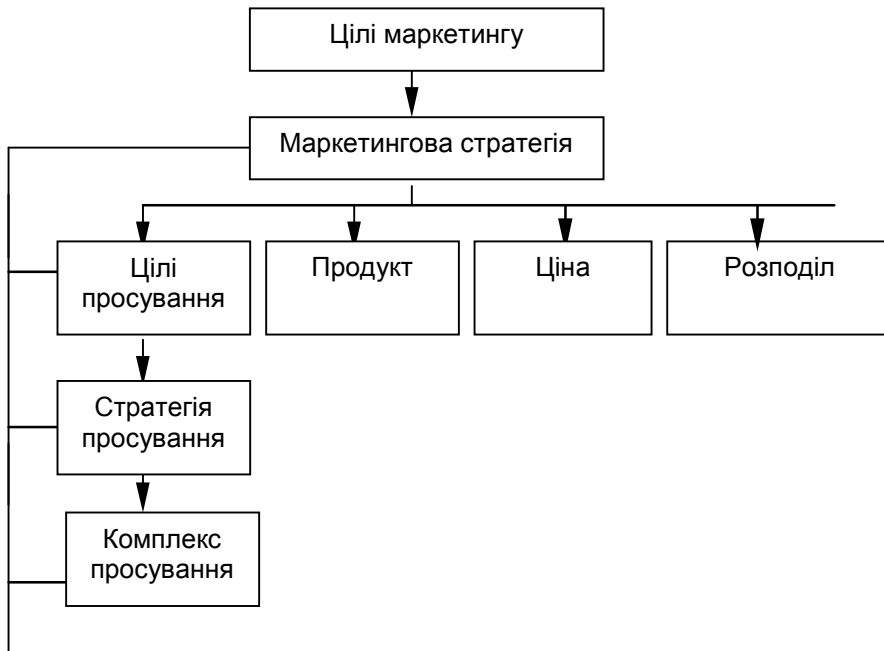 Цілі маркетингу
Маркетингова стратегія
Цілі
просування
Продукт
Ціна
Розподіл
Стратегія
просування
Комплекс
просування